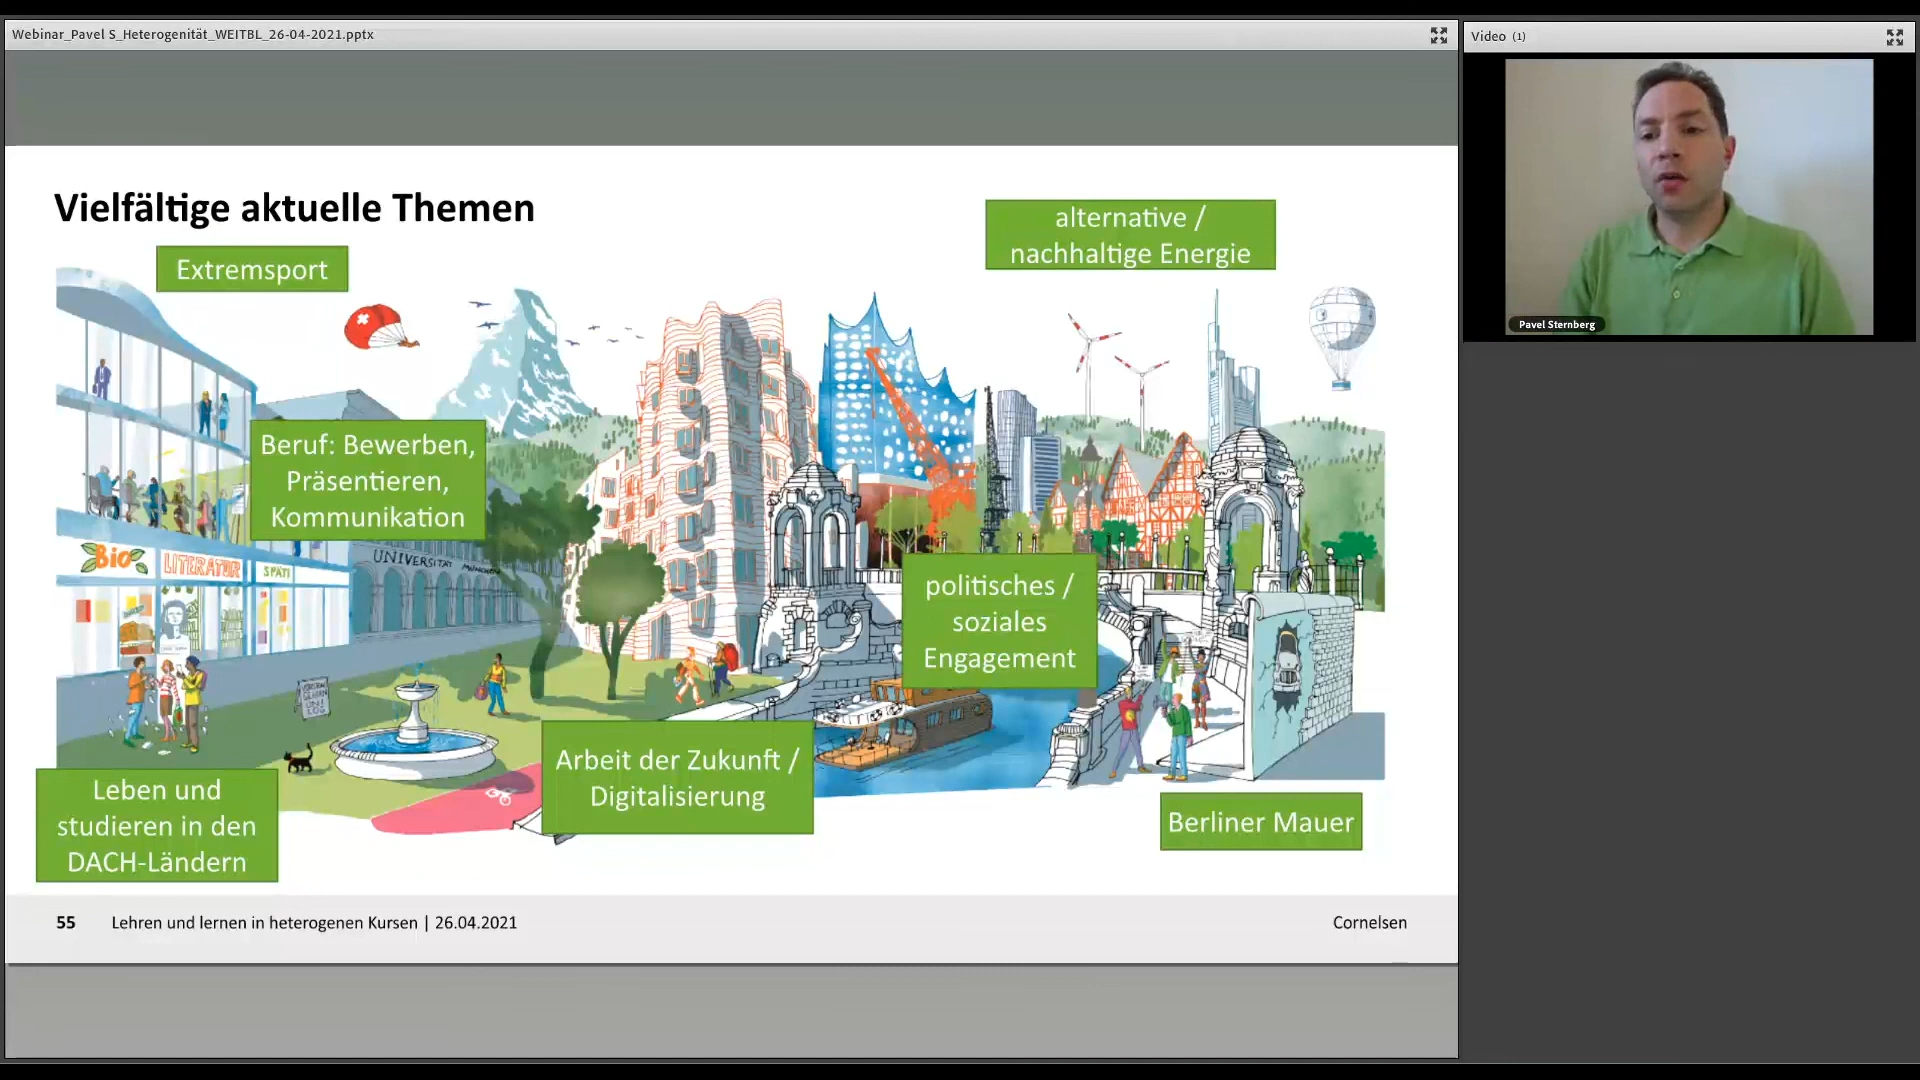 Webinar_Pavel S_Heterogenität_WEITBL_26-04-2021.pptx
Video (1)
Pavel Sternberg
Vielfältige aktuelle Themen
Extremsport
alternative /
nachhaltige Energie
Beruf: Bewerben,
Präsentieren,
Kommunikation
Bio
LITERATUR
SPÄTI
UNIVERSITÄT MÜNCHEN
politisches /
soziales
Engagement
Arbeit der Zukunft /
Digitalisierung
Leben und
studieren in den
DACH-Ländern
Berliner Mauer
55 Lehren und lernen in heterogenen Kursen | 26.04.2021
Cornelsen